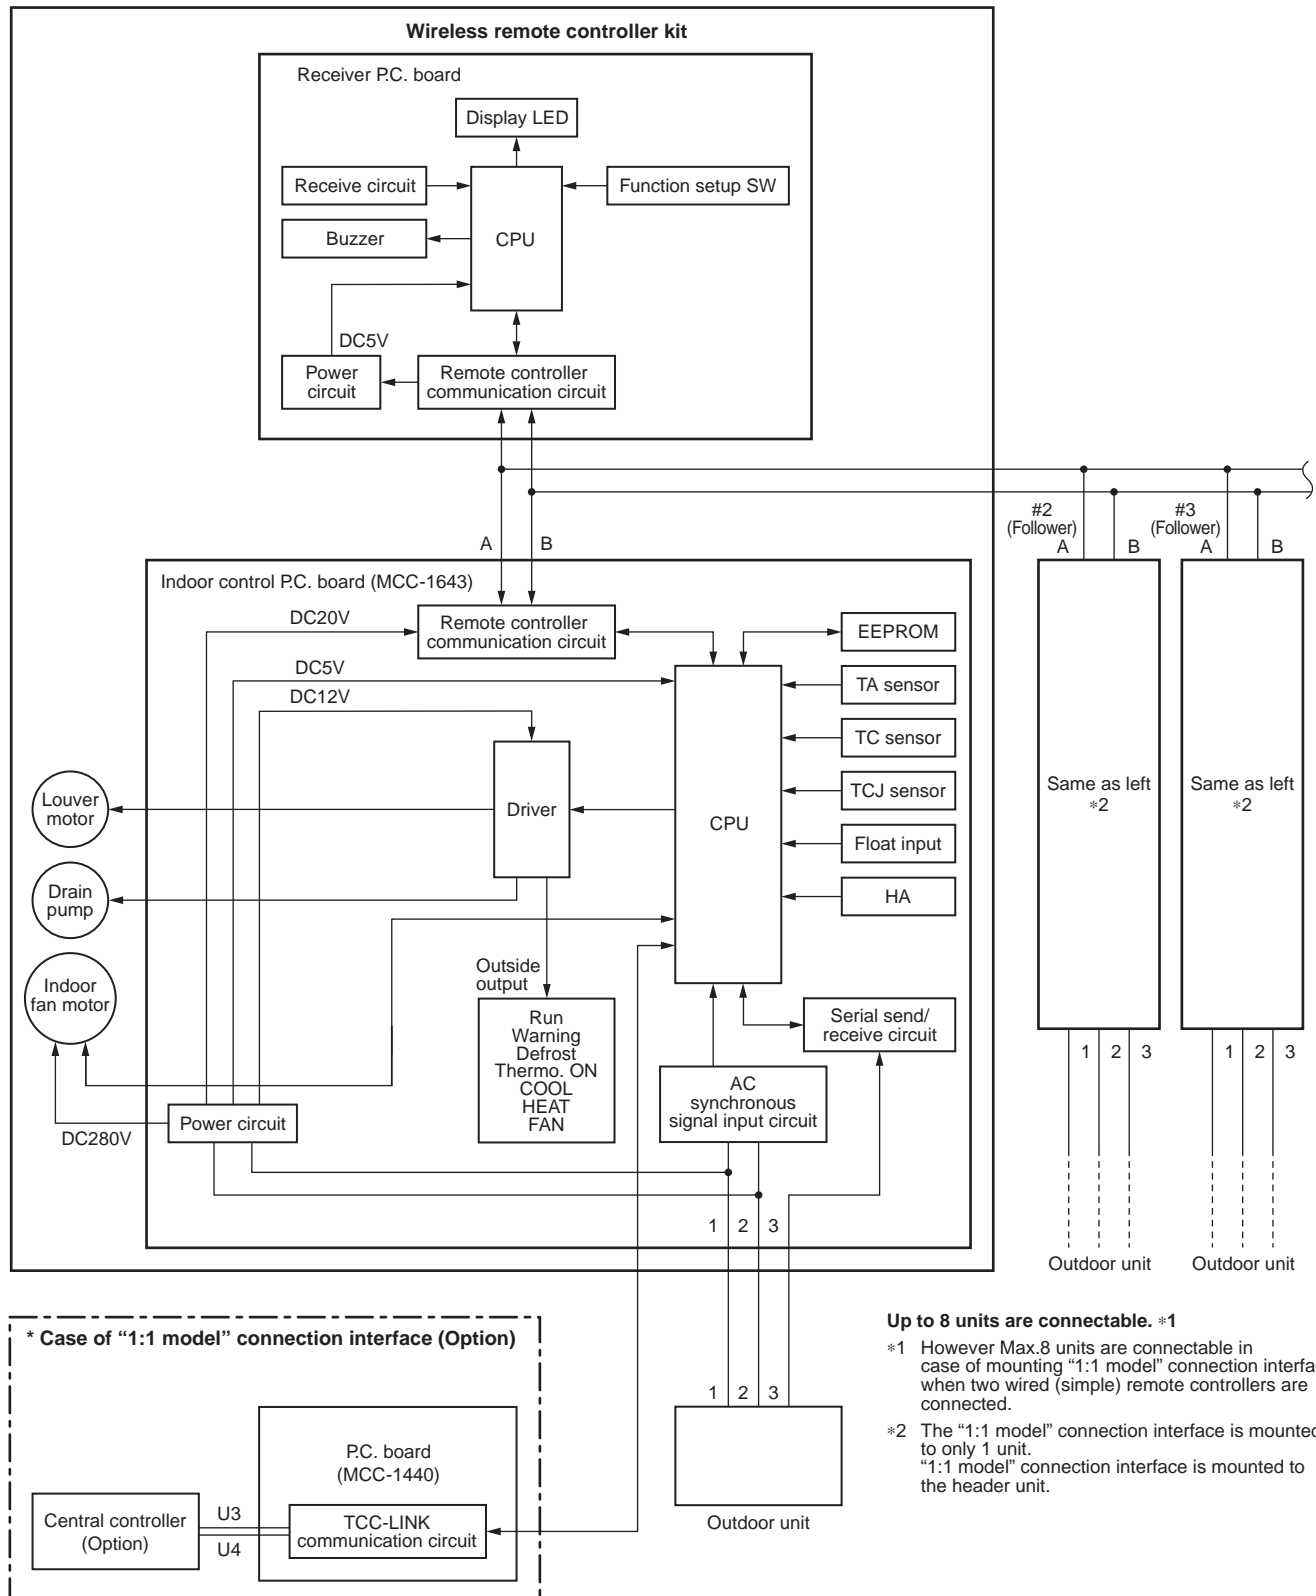 Wireless remote controller kit
Receiver P.C. board
Display LED
Receive circuit
Function setup SW
Buzzer
CPU
DC5V
Power
circuit
Remote controller
communication circuit
#2
(Follower)
#3
(Follower)
A
B
A
B
A
B
Indoor control P.C. board (MCC-1643)
DC20V
Remote controller
communication circuit
EEPROM
DC5V
TA sensor
DC12V
TC sensor
Louver
motor
Driver
CPU
TCJ sensor
Same as left
*2
Same as left
*2
Float input
Drain
pump
HA
Indoor
fan motor
Outside
output
Run
Warning
Defrost
Thermo. ON
COOL
HEAT
FAN
Serial send/
receive circuit
1
2
3
1
2
3
AC
synchronous
signal input circuit
Power circuit
DC280V
1
2
3
Outdoor unit
Outdoor unit
* Case of “1:1 model” connection interface (Option)
Up to 8 units are connectable. *1
*1 However Max.8 units are connectable in
case of mounting “1:1 model” connection interfa
when two wired (simple) remote controllers are
connected.
*2 The “1:1 model” connection interface is mounted
to only 1 unit.
“1:1 model” connection interface is mounted to
the header unit.
1
2
3
P.C. board
(MCC-1440)
Central controller
(Option)
U3
U4
TCC-LINK
communication circuit
Outdoor unit